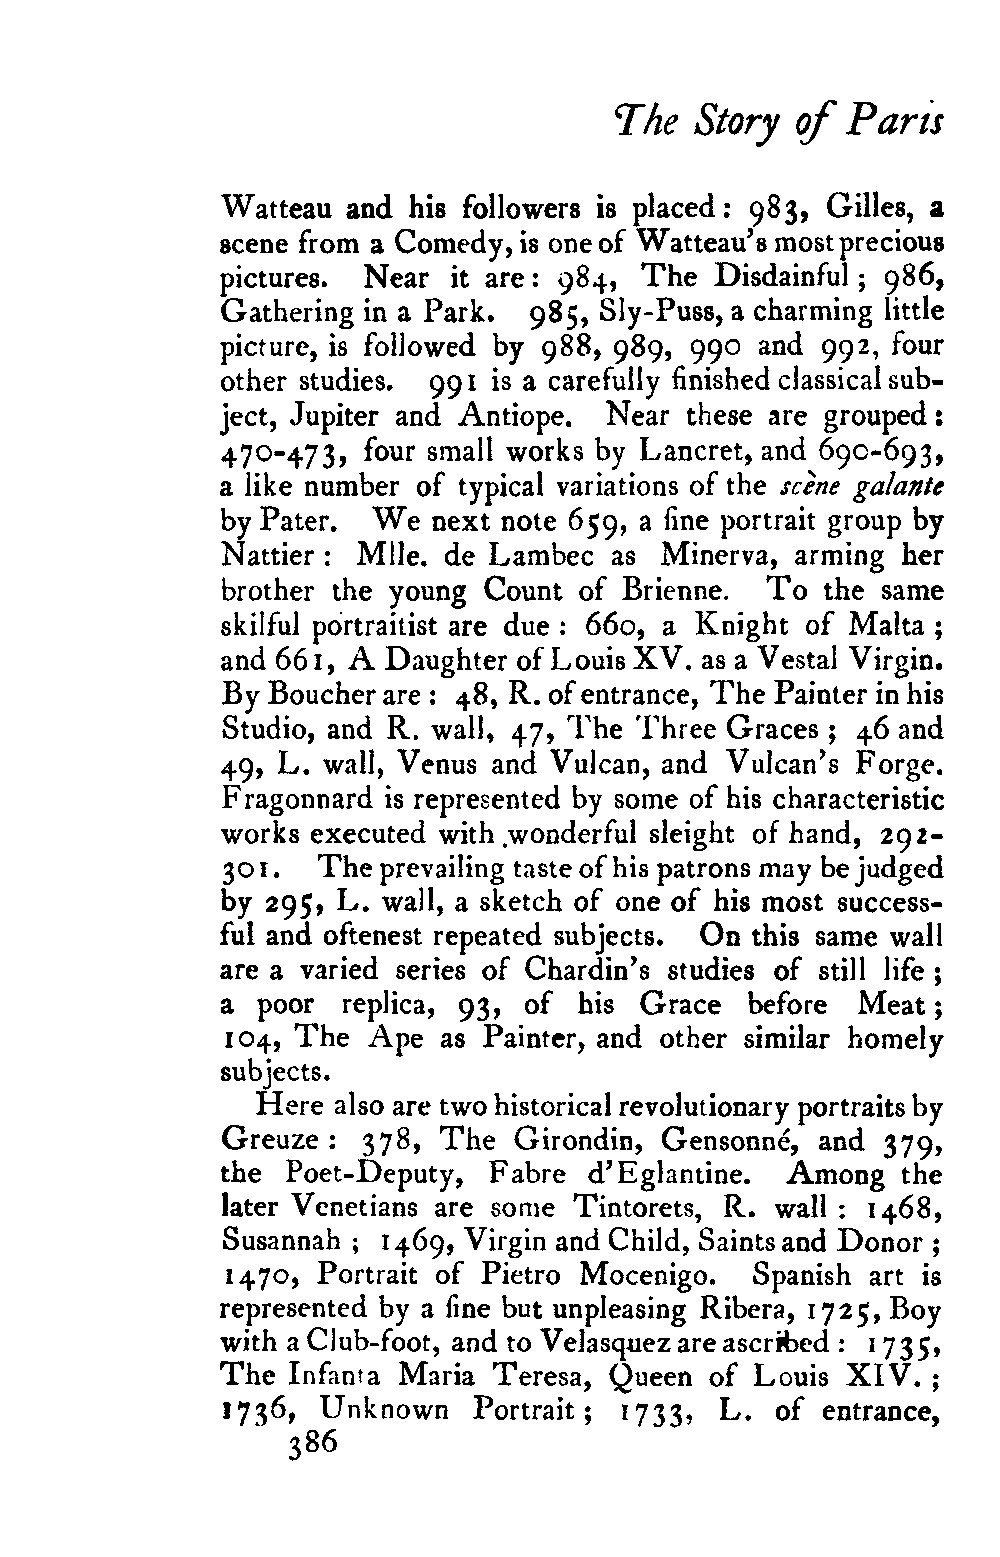 The Story of Paris
Watteau and his followers is placed : 983, Gilles, a
scene from a Comedy, is one of Watteau's most precious
pictures. Near it are : 984, The Disdainful ; 986,
Gathering in a Park. 985, Sly-Puss, a charming little
picture, is followed by 988, 989, 990 and 992, four
other studies. 991 is a carefully finished classical sub-
ject, Jupiter and Antiope. Near these are grouped :
470-473, four small works by Lancret, and 690-693,
a like number of typical variations of the scène galante
by Pater. We next note 659, a fine portrait group by
Nattier : Mlle. de Lambec as Minerva, arming her
brother the young Count of Brienne. To the same
skilful portraitist are due : 660, a Knight of Malta ;
and 661, A Daughter of Louis XV. as a Vestal Virgin.
By Boucher are : 48, R. of entrance, The Painter in his
Studio, and R. wall, 47, The Three Graces ; 46 and
49, L. wall, Venus and Vulcan, and Vulcan's Forge.
Fragonnard is represented by some of his characteristic
works executed with wonderful sleight of hand, 292-
301. The prevailing taste of his patrons may be judged
by 295, L. wall, a sketch of one of his most success-
ful and oftenest repeated subjects. On this same wall
are a varied series of Chardin's studies of still life ;
a poor replica, 93, of his Grace before Meat ;
104, The Ape as Painter, and other similar homely
subjects.
Here also are two historical revolutionary portraits by
Greuze : 378, The Girondin, Gensonné, and 379,
the Poet-Deputy, Fabre d'Eglantine. Among the
later Venetians are some Tintorets, R. wall : 1468,
Susannah ; 1469, Virgin and Child, Saints and Donor ;
1470, Portrait of Pietro Mocenigo. Spanish art is
represented by a fine but unpleasing Ribera, 1725, Boy
with a Club-foot, and to Velasquez are ascribed : 1735,
The Infanta Maria Teresa, Queen of Louis XIV. ;
1736, Unknown Portrait ; 1733, L. of entrance,
386